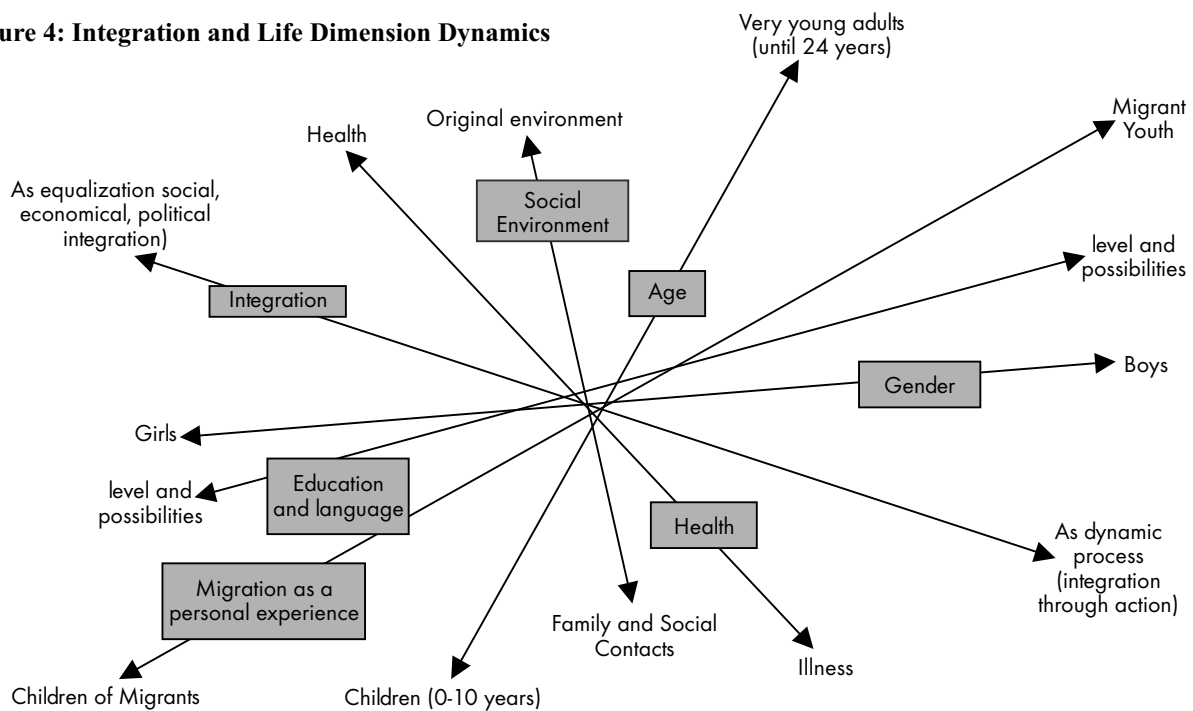 ure 4: Integration and Life Dimension Dynamics
Very young adults
(until 24 years)
Migrant
Youth
Original environment
Health
As equalization social,
economical, political
integration)
Social
Environment
level and
possibilities
Age
Integration
Boys
Gender
Girls
level and
possibilities
Education
and language
Health
As dynamic
process
(integration
through action)
Migration as a
personal experience
Family and Social
Contacts
Illness
Children of Migrants
Children (0-10 years)